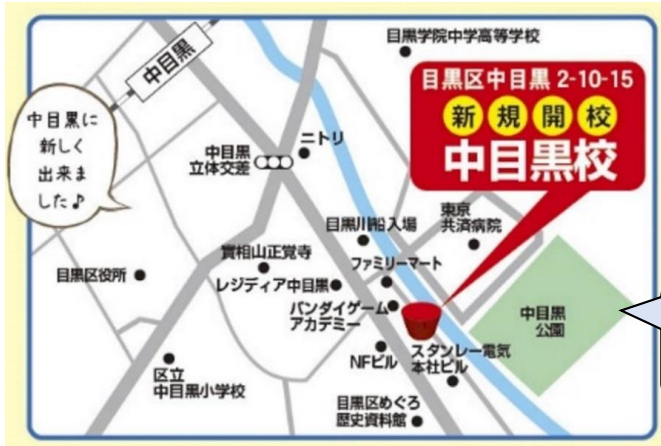 目黒学院中学高等学校
中目黒
目黒区中目黒 2-10-15
新規開校
中目黒校
中目黒に
新しく
出来ま
した♪
ニトリ
中目黒
立体交差
東京
共済病院
目黒川船入場
實相山正覚寺
ファミリーマート
目黒区役所
レジディア中目黒
バンダイゲーム
アカデミー
中目黒
公園
NFビル
スタンレー電気
本社ビル
区立
中目黒小学校
目黒区めぐろ
歴史資料館